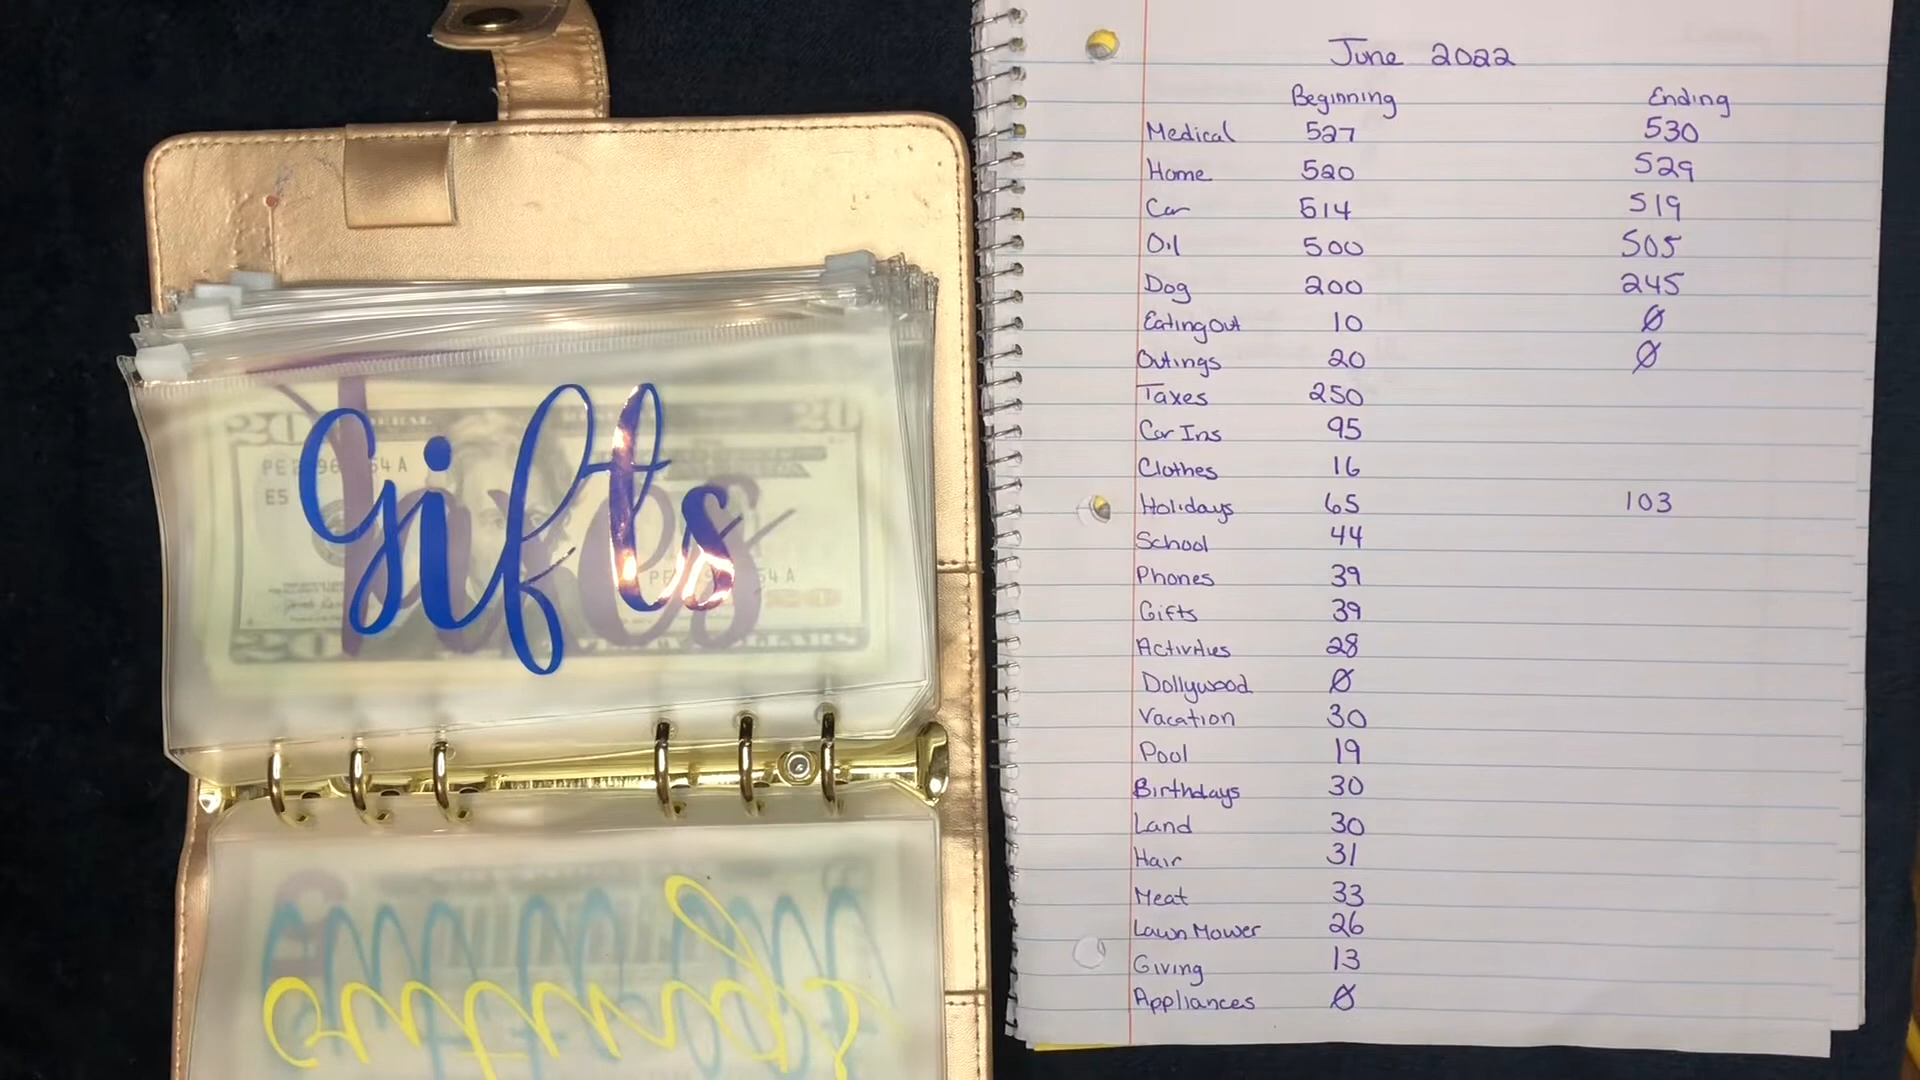 Gifts
outings
June 2022
Beginning Ending
Medical 527 530
Home 520 529
Car 514 519
Oil 500 505
Dog 200 245
Eating Out 10 Ø
Outings 20 Ø
Taxes 250
Car Ins 95
Clothes 16
Holidays 65 103
School 44
Phones 39
Gifts 39
Activities 28
Dollywood Ø
Vacation 30
Pool 19
Birthdays 30
Land 30
Hair 31
Meat 33
Lawn Mower 26
Giving 13
Appliances Ø